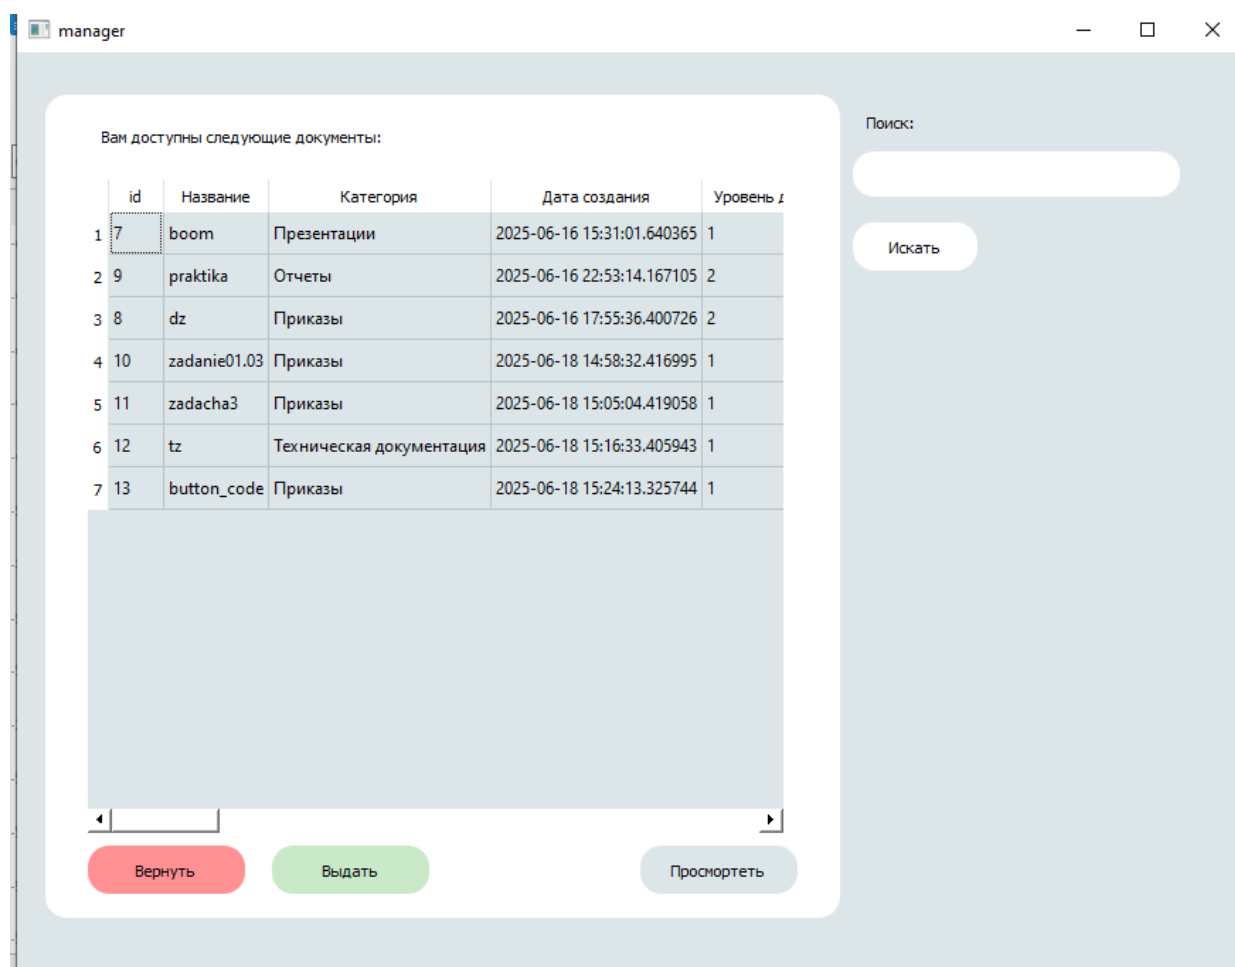 manager
Вам доступны следующие документы:
Поиск:
id Название Категория Дата создания Уровень
1 7 boom Презентации 2025-06-16 15:31:01.640365 1
Искать
2 9 praktika Отчеты 2025-06-16 22:53:14.167105 2
3 8 dz Приказы 2025-06-16 17:55:36.400726 2
4 10 zadanie01.03 Приказы 2025-06-18 14:58:32.416995 1
5 11 zadacha3 Приказы 2025-06-18 15:05:04.419058 1
6 12 tz Техническая документация 2025-06-18 15:16:33.405943 1
7 13 button_code Приказы 2025-06-18 15:24:13.325744 1
Вернуть Выдать Просмортеть